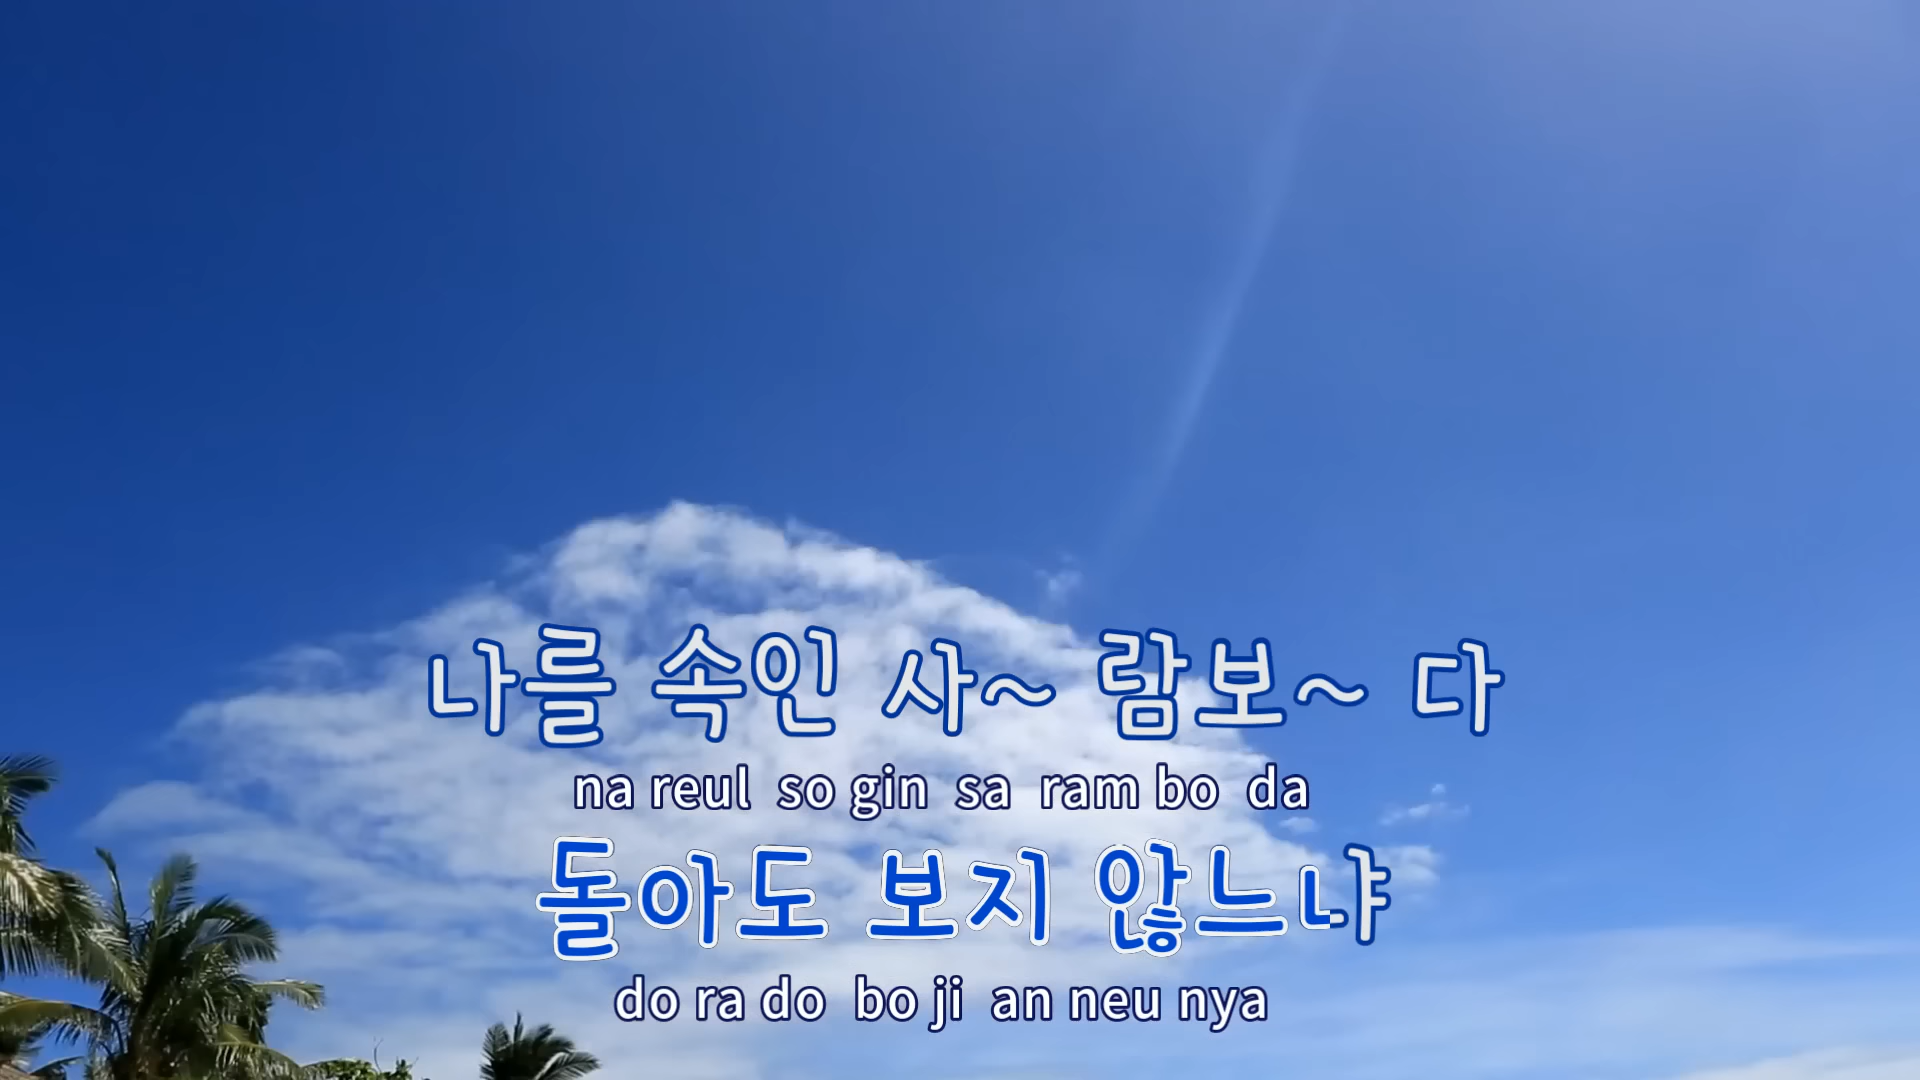 나를 속인 사~ 람보~ 다
na reul so gin sa ram bo da
돌아도 보지 않느냐
do ra do bo ji an neu nya